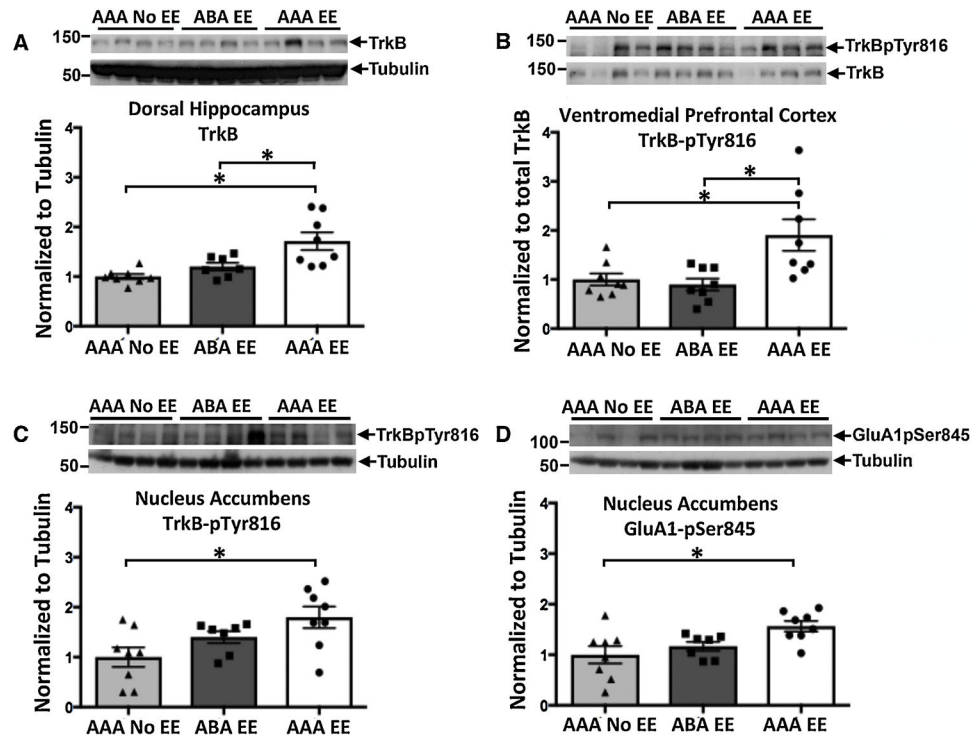 A
AAA No EE ABA EE AAA EE
150
TrkB
50
Tubulin
Dorsal Hippocampus
TrkB
Normalized to Tubulin
4
3
2
1
0
*
*
AAA No EE ABA EE AAA EE
B
AAA No EE ABA EE AAA EE
150
TrkBpTyr816
150
TrkB
Ventromedial Prefrontal Cortex
TrkB-pTyr816
Normalized to total TrkB
4
3
2
1
0
*
*
AAA No EE ABA EE AAA EE
C
AAA No EE ABA EE AAA EE
150
TrkBpTyr816
50
Tubulin
Nucleus Accumbens
TrkB-pTyr816
Normalized to Tubulin
4
3
2
1
0
*
AAA No EE ABA EE AAA EE
D
AAA No EE ABA EE AAA EE
100
GluA1pSer845
50
Tubulin
Nucleus Accumbens
GluA1-pSer845
Normalized to Tubulin
4
3
2
1
0
*
AAA No EE ABA EE AAA EE